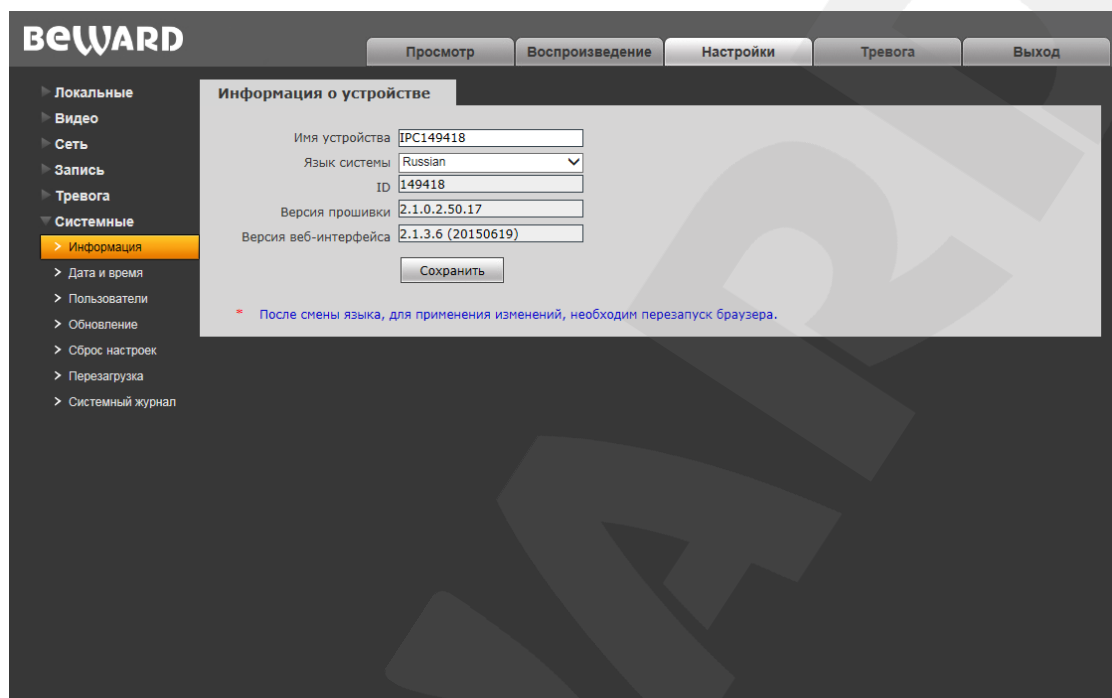 BEWARD
Просмотр Воспроизведение Настройки Тревога Выход
Локальные
Видео
Сеть
Запись
Тревога
Системные
Информация
Дата и время
Пользователи
Обновление
Сброс настроек
Перезагрузка
Системный журнал
Информация о устройстве
Имя устройства IPC149418
Язык системы Russian
ID 149418
Версия прошивки 2.1.0.2.50.17
Версия веб-интерфейса 2.1.3.6 (20150619)
Сохранить
* После смены языка, для применения изменений, необходим перезапуск браузера.